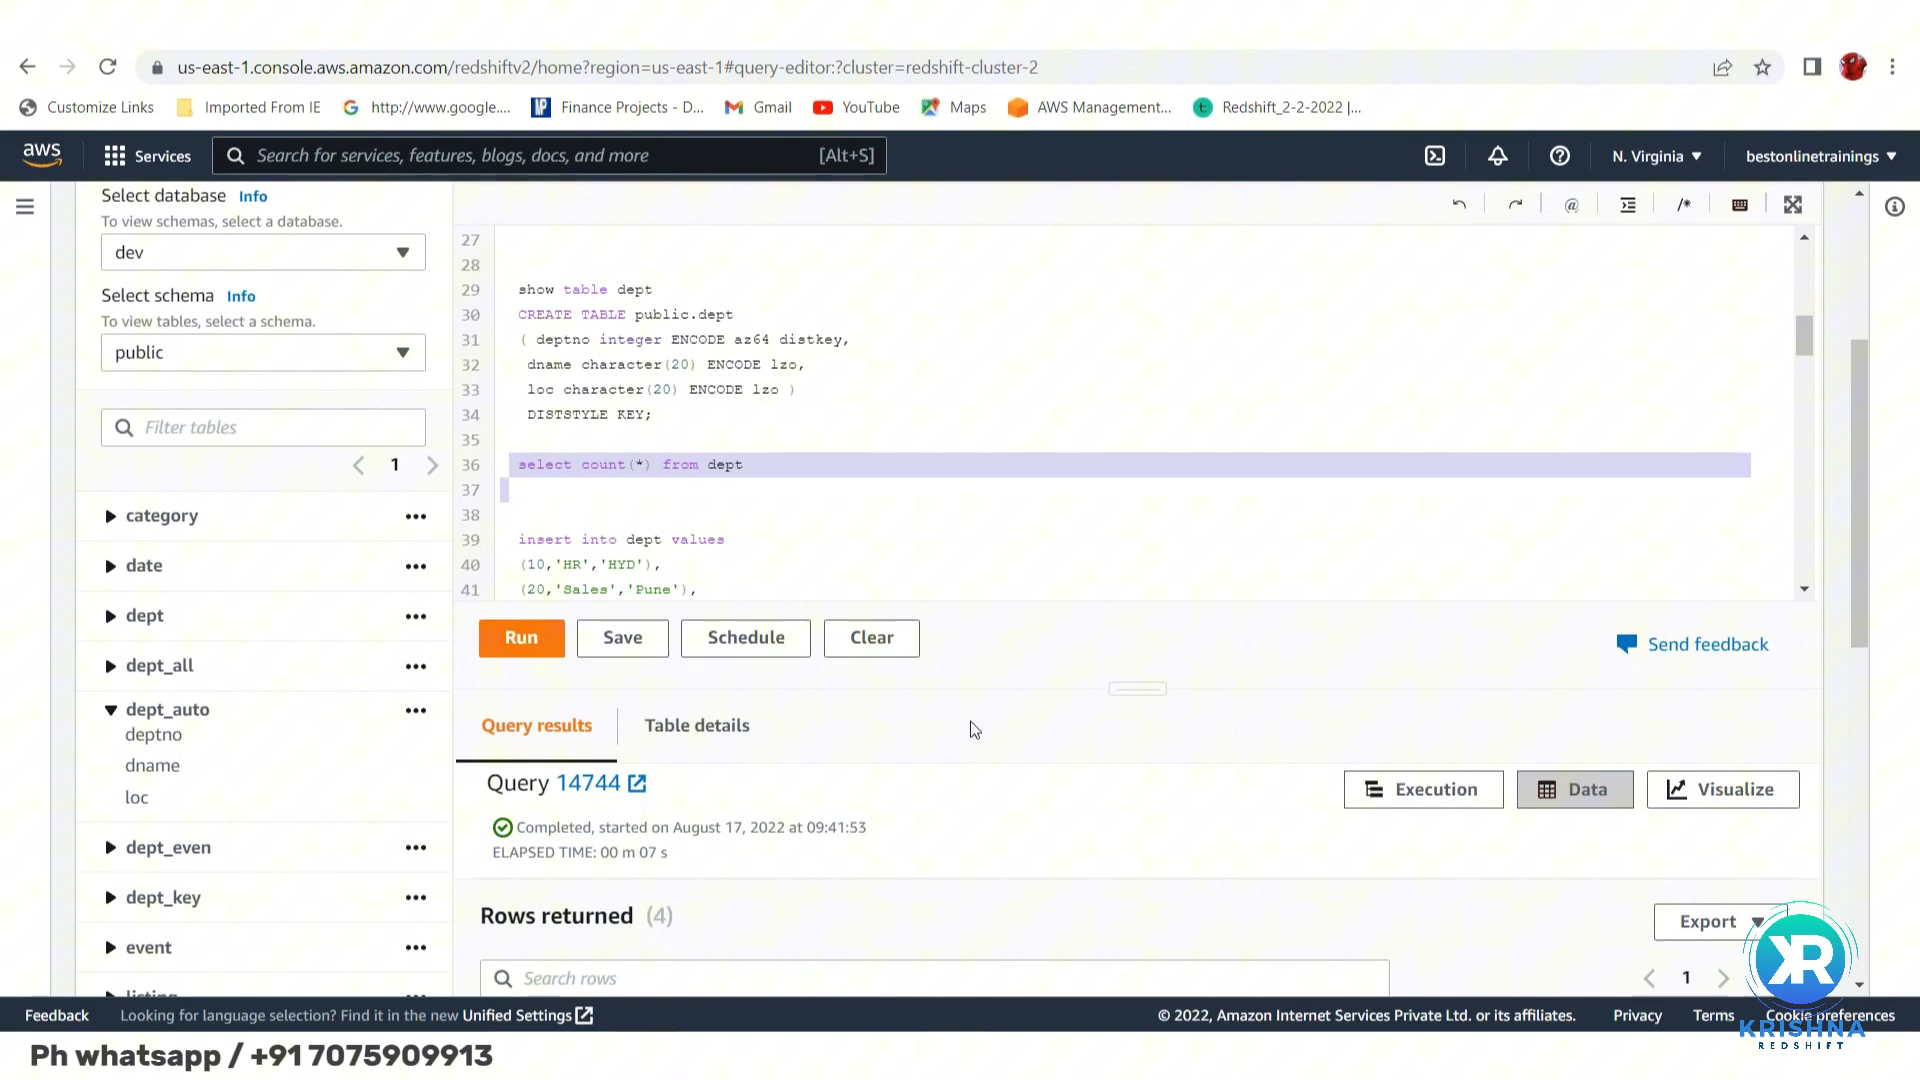 us-east-1.console.aws.amazon.com/redshiftv2/home?region=us-east-1#query-editor:?cluster=redshift-cluster-2
Customize Links
Imported From IE
http://www.google....
Finance Projects - D...
Gmail
YouTube
Maps
AWS Management...
Redshift_2-2-2022 |...
aws
Services
Search for services, features, blogs, docs, and more
[Alt+S]
N. Virginia
bestonlinetrainings
Select database Info
To view schemas, select a database.
dev
Select schema Info
To view tables, select a schema.
public
Filter tables
1
category
date
dept
dept_all
dept_auto
deptno
dname
loc
dept_even
dept_key
event
listing
@
/*
27
28
29 show table dept
30 CREATE TABLE public.dept
31 ( deptno integer ENCODE az64 distkey,
32 dname character(20) ENCODE lzo,
33 loc character(20) ENCODE lzo )
34 DISTSTYLE KEY;
35
36 select count(*) from dept
37
38
39 insert into dept values
40 (10,'HR','HYD'),
41 (20,'Sales','Pune'),
Run
Save
Schedule
Clear
Send feedback
Query results
Table details
Query 14744
Execution
Data
Visualize
Completed, started on August 17, 2022 at 09:41:53
ELAPSED TIME: 00 m 07 s
Rows returned (4)
Export
Search rows
1
Feedback
Looking for language selection? Find it in the new Unified Settings
© 2022, Amazon Internet Services Private Ltd. or its affiliates.
Privacy
Terms
Cookie preferences
KR
KRISHNA
REDSHIFT
Ph whatsapp / +91 7075909913